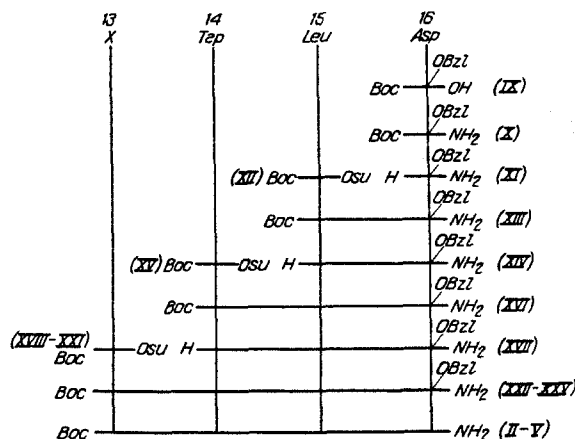 13 14 15 16
X Tzp Leu Asp
OBzl
Boc OH (IX)
OBzl
Boc NH2 (X)
OBzl
(XII) Boc Osu H NH2 (XI)
OBzl
Boc NH2 (XIII)
OBzl
(XV) Boc Osu H NH2 (XIV)
OBzl
Boc NH2 (XVI)
OBzl
(XVIII-XXI)
Boc Osu H NH2 (XVII)
OBzl
Boc NH2 (XXII-XXV)
Boc NH2 (II-V)